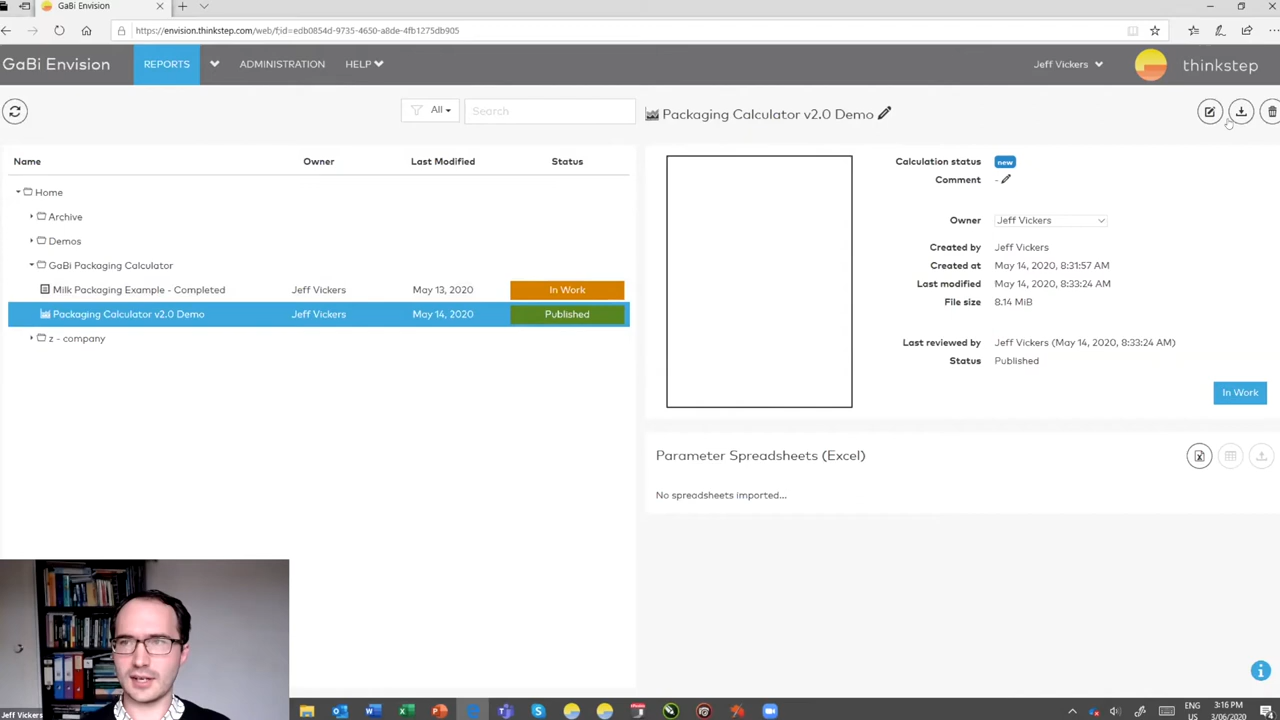 GaBi Envision
https://envision.thinkstep.com/web/fjd=edb0854d-9735-4650-a8de-4fb1275db905
GaBi Envision
REPORTS
ADMINISTRATION
HELP
Jeff Vickers
thinkstep
All
Search
Packaging Calculator v2.0 Demo
Name Owner Last Modified Status
Home
Archive
Demos
GaBi Packaging Calculator
Milk Packaging Example - Completed Jeff Vickers May 13, 2020 In Work
Packaging Calculator v2.0 Demo Jeff Vickers May 14, 2020 Published
z - company
Calculation status new
Comment -
Owner Jeff Vickers
Created by Jeff Vickers
Created at May 14, 2020, 8:31:57 AM
Last modified May 14, 2020, 8:33:24 AM
File size 8.14 MiB
Last reviewed by Jeff Vickers (May 14, 2020, 8:33:24 AM)
Status Published
In Work
Parameter Spreadsheets (Excel)
No spreadsheets imported...
Jeff Vickers
ENG
US
3:16 PM
3/06/2020